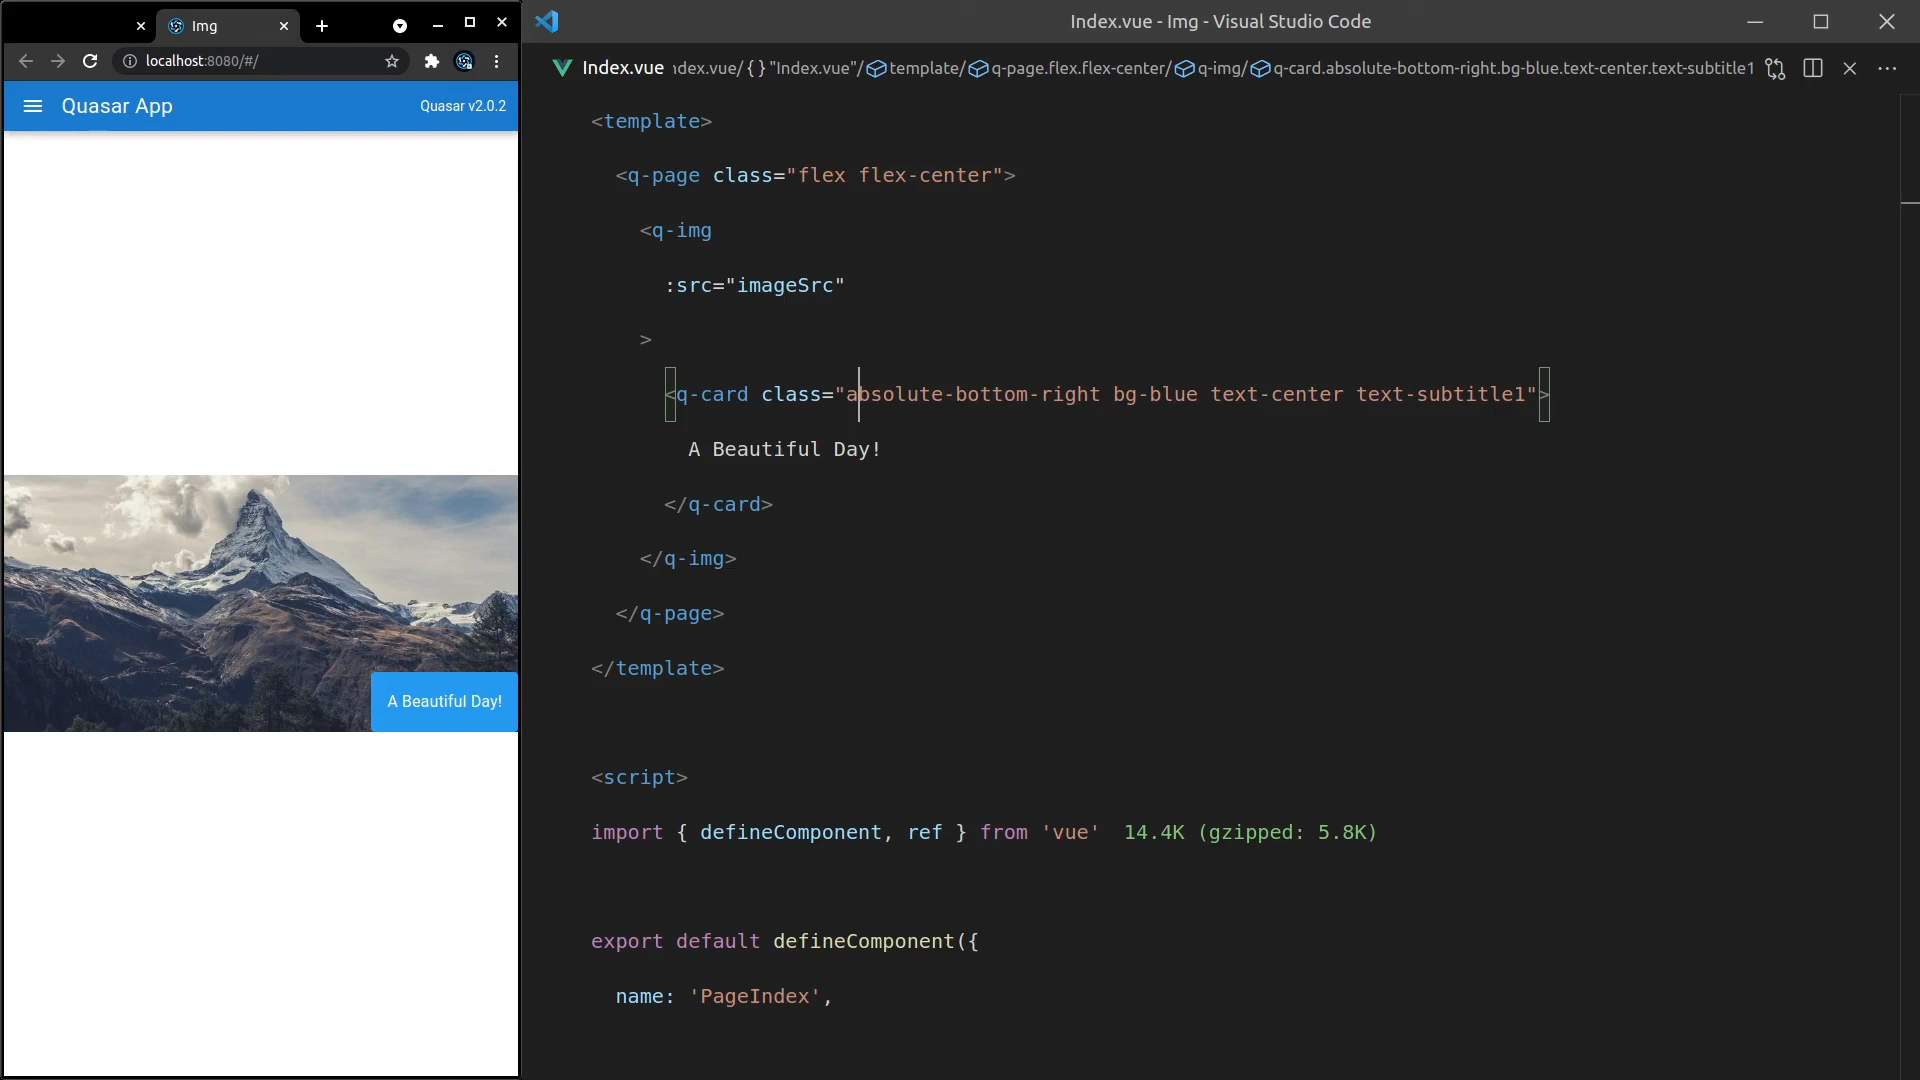 Img
localhost:8080/#/
Quasar App
Quasar v2.0.2
A Beautiful Day!
Index.vue - Img - Visual Studio Code
Index.vue ndex.vue/{}"Index.vue"/template/q-page.flex.flex-center/q-img/q-card.absolute-bottom-right.bg-blue.text-center.text-subtitle1
<template>
<q-page class="flex flex-center">
<q-img
:src="imageSrc"
>
<q-card class="absolute-bottom-right bg-blue text-center text-subtitle1">
A Beautiful Day!
</q-card>
</q-img>
</q-page>
</template>
<script>
import { defineComponent, ref } from 'vue' 14.4K (gzipped: 5.8K)
export default defineComponent({
name: 'PageIndex',